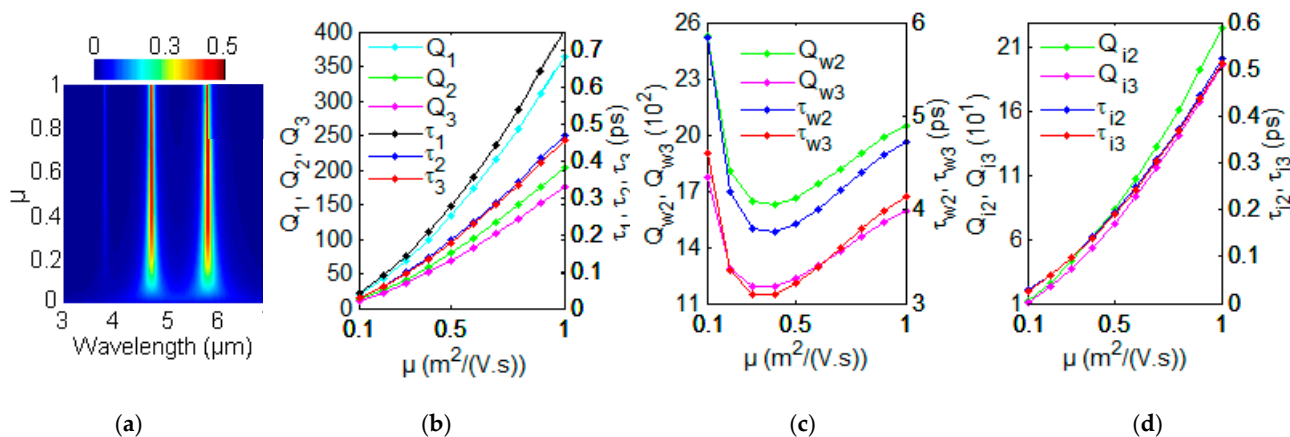 0 0.3 0.5
1
0.8
0.6
0.4
0.2
0
μ
3 4 5 6
Wavelength (μm)
(a)
400
350
300
250
200
150
100
50
0
Q1, Q2, Q3
Q1
Q2
Q3
τ1
τ2
τ3
0.7
0.6
0.5
0.4
0.3
0.2
0.1
0
τ1, τ2, τ3 (ps)
0.1 0.5 1
μ (m²/(V.s))
(b)
26
23
20
17
14
11
Qw2, Qw3 (10²)
Qw2
Qw3
τw2
τw3
6
5
4
3
τw2, τw3 (ps)
0.1 0.5 1
μ (m²/(V.s))
(c)
21
16
11
6
1
Qi2, Qi3 (10¹)
Qi2
Qi3
τi2
τi3
0.6
0.5
0.4
0.3
0.2
0.1
0
τi2, τi3 (ps)
0.1 0.5 1
μ (m²/(V.s))
(d)